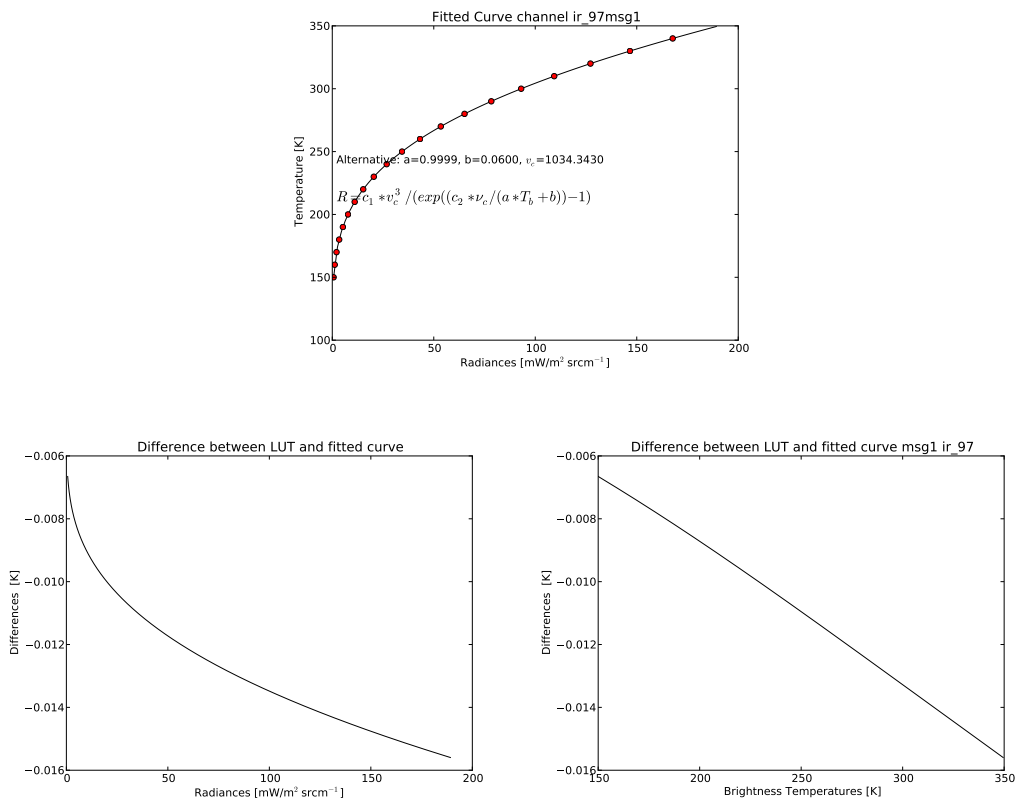 Fitted Curve channel ir_97msg1
350
300
250
200
150
100
Temperature [K]
Alternative: a=0.9999, b=0.0600, v_c=1034.3430
R=c_1*v_c^3/(exp((c_2*ν_c/(a*T_b+b))−1)
0 50 100 150 200
Radiances [mW/m² srcm⁻¹]
Difference between LUT and fitted curve
−0.006
−0.008
−0.010
−0.012
−0.014
−0.016
Differences [K]
0 50 100 150 200
Radiances [mW/m² srcm⁻¹]
Difference between LUT and fitted curve msg1 ir_97
−0.006
−0.008
−0.010
−0.012
−0.014
−0.016
Differences [K]
150 200 250 300 350
Brightness Temperatures [K]